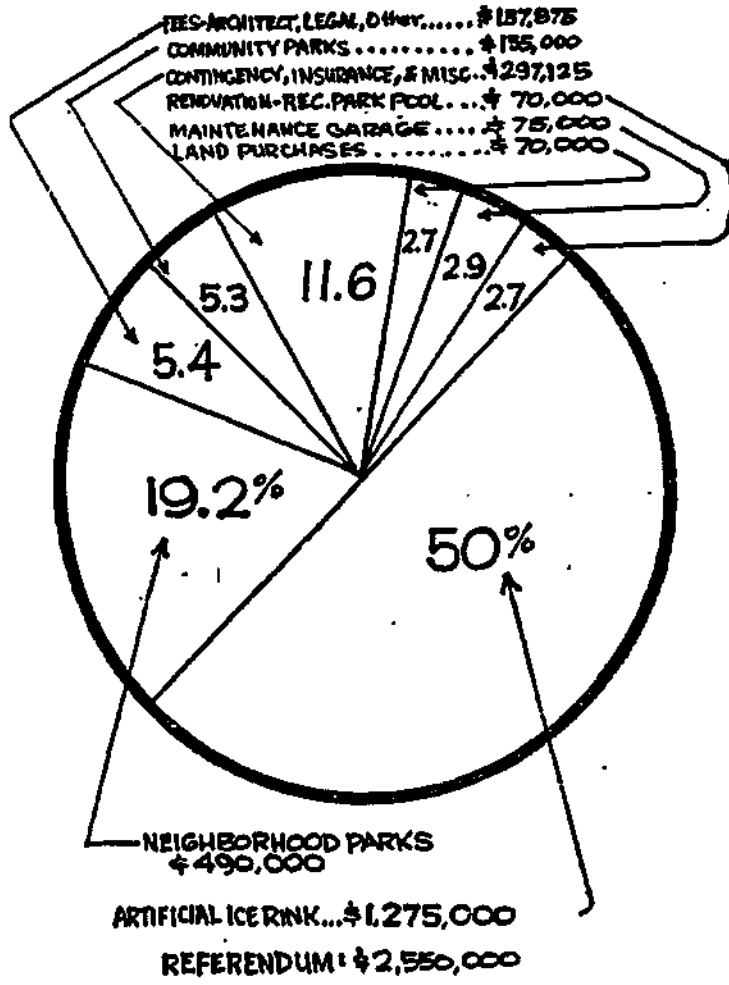 FEES-ARCHITECT, LEGAL, Other......$137,875
COMMUNITY PARKS..........$135,000
CONTINGENCY, INSURANCE, & MISC..$297,125
RENOVATION-REC. PARK POOL...$70,000
MAINTENANCE GARAGE.....$75,000
LAND PURCHASES..........$70,000
2.7
2.9
2.7
11.6
5.3
5.4
19.2%
50%
NEIGHBORHOOD PARKS
$490,000
ARTIFICIAL ICE RINK...$1,275,000
REFERENDUM: $2,550,000